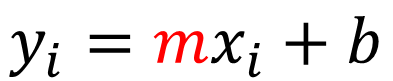 yᵢ = mxᵢ + b